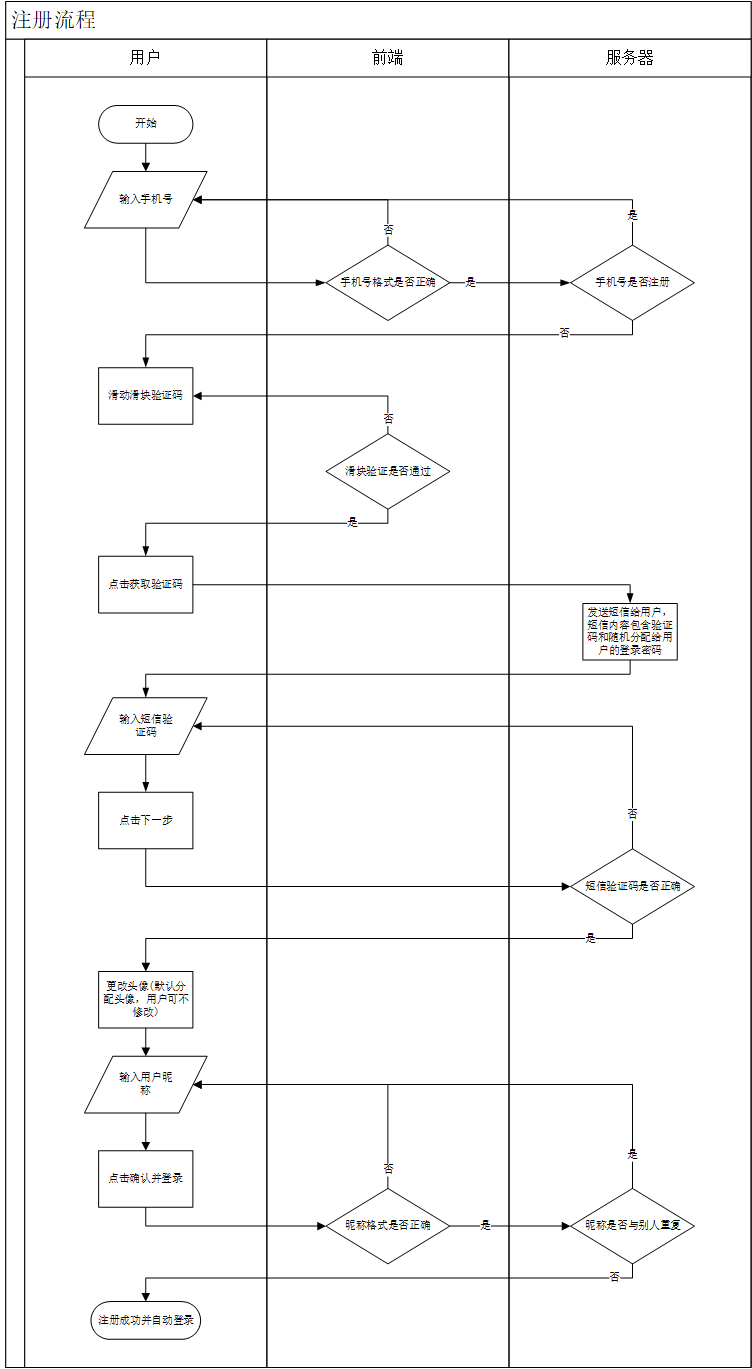 注册流程
用户
前端
服务器
开始
输入手机号
是
否
手机号格式是否正确
是
手机号是否注册
否
滑动滑块验证码
否
滑块验证是否通过
是
点击获取验证码
发送短信给用户，
短信内容包含验证
码和随机分配给用
户的登录密码
输入短信验
证码
点击下一步
否
短信验证码是否正确
是
更改头像(默认分
配头像，用户可不
修改)
输入用户昵
称
是
否
点击确认并登录
昵称格式是否正确
是
昵称是否与别人重复
否
注册成功并自动登录